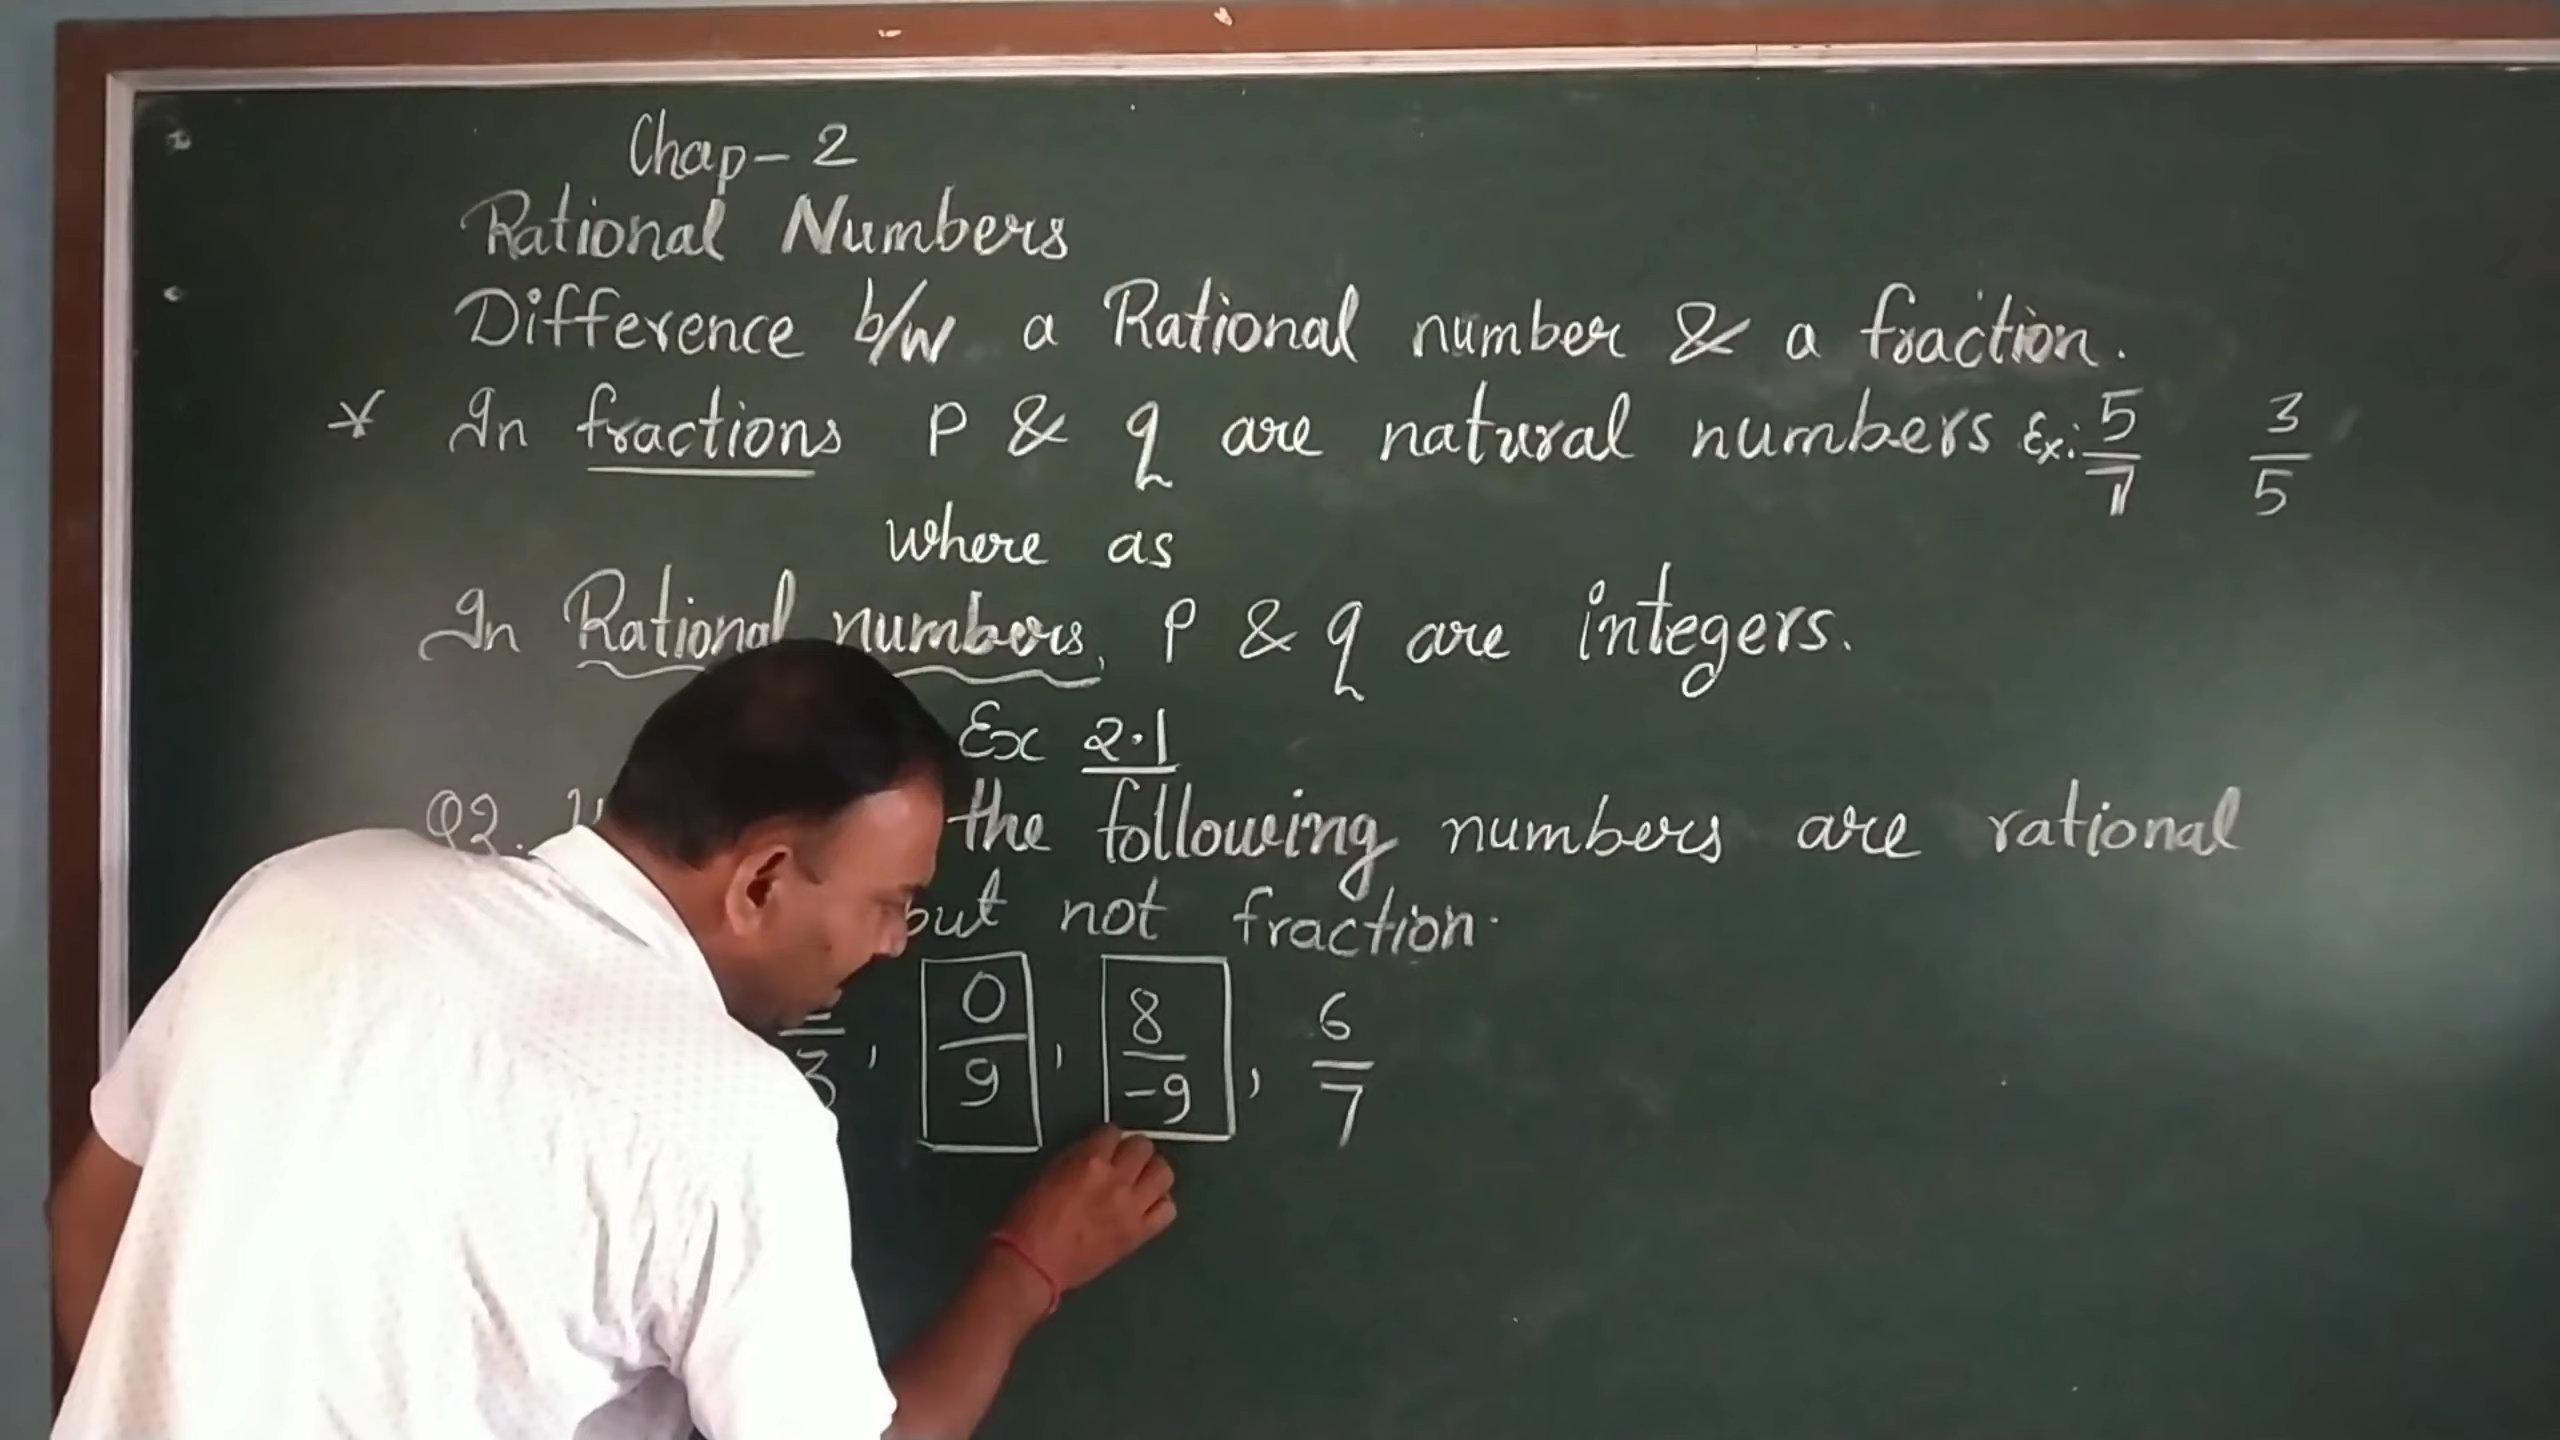 Chap- 2
Rational Numbers
Difference b/w a Rational number & a fraction.
* In fractions P & q are natural numbers Ex: 5/7 3/5
where as
In Rational numbers, P & q are integers.
Ex 2.1
Q2. the following numbers are rational
but not fraction.
3, 0/9, 8/-9, 6/7